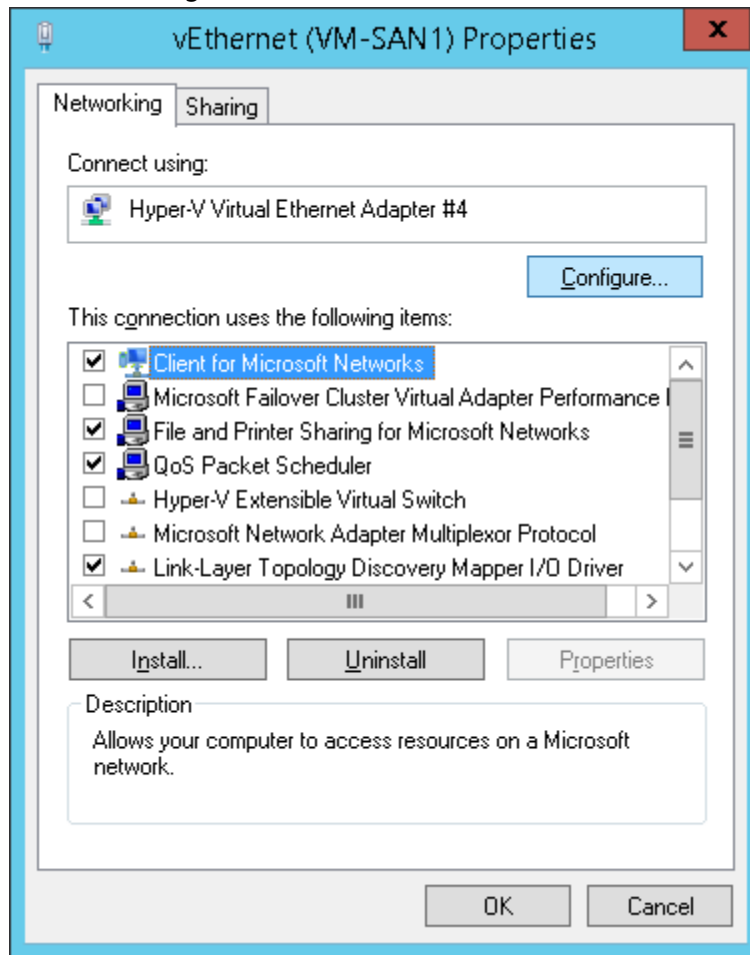 vEthernet (VM-SAN1) Properties
x
Networking
Sharing
Connect using:
Hyper-V Virtual Ethernet Adapter #4
Configure...
This connection uses the following items:
Client for Microsoft Networks
Microsoft Failover Cluster Virtual Adapter Performance
File and Printer Sharing for Microsoft Networks
QoS Packet Scheduler
Hyper-V Extensible Virtual Switch
Microsoft Network Adapter Multiplexor Protocol
Link-Layer Topology Discovery Mapper I/O Driver
Install...
Uninstall
Properties
Description
Allows your computer to access resources on a Microsoft
network.
OK
Cancel